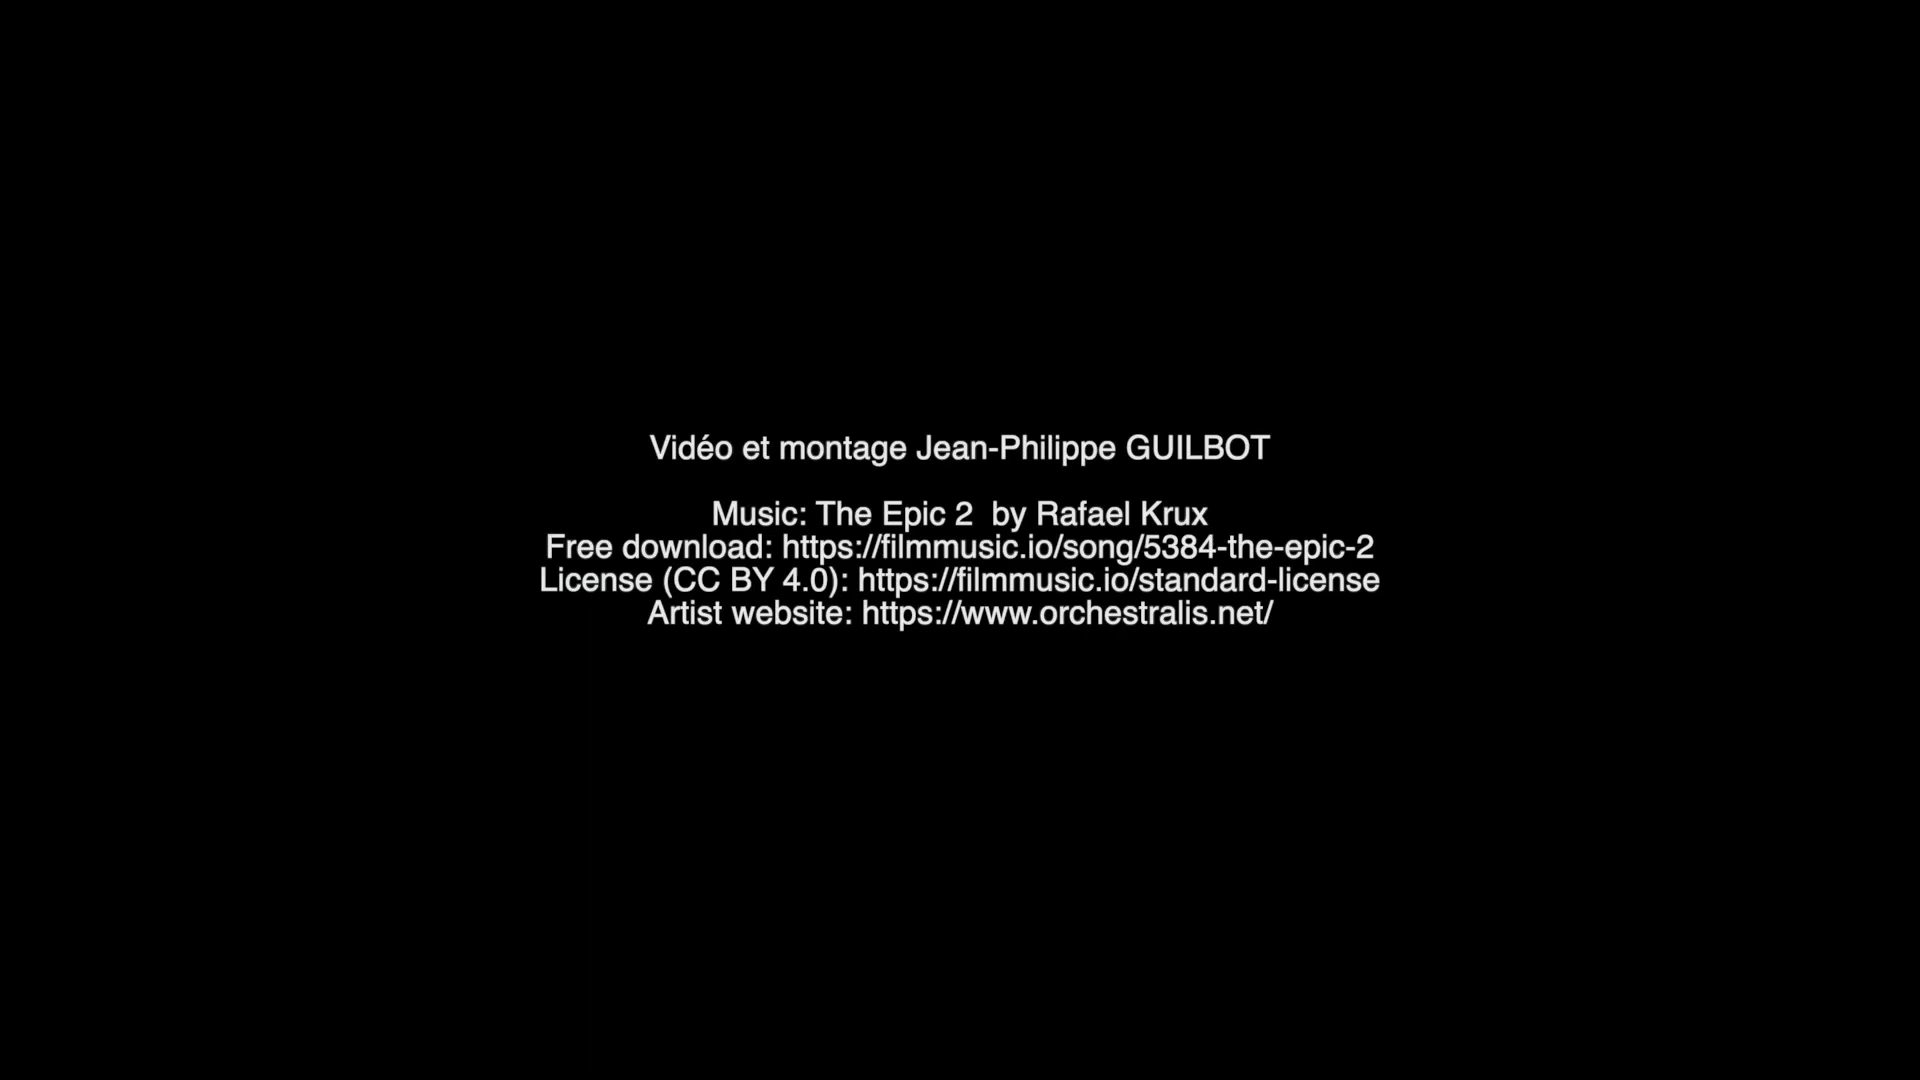 Vidéo et montage Jean-Philippe GUILBOT
Music: The Epic 2  by Rafael Krux
Free download: https://filmmusic.io/song/5384-the-epic-2
License (CC BY 4.0): https://filmmusic.io/standard-license
Artist website: https://www.orchestralis.net/